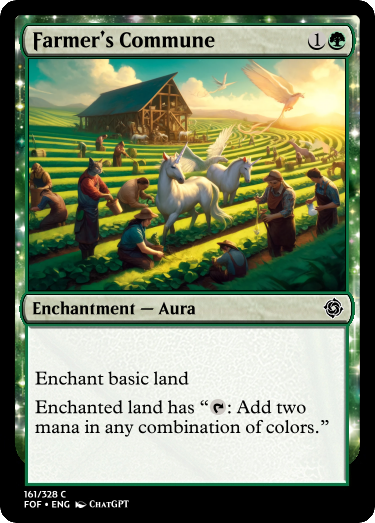 Farmer's Commune 1
Enchantment — Aura
Enchant basic land
Enchanted land has “: Add two
mana in any combination of colors.”
161/328 C
FOF • ENG ChatGPT